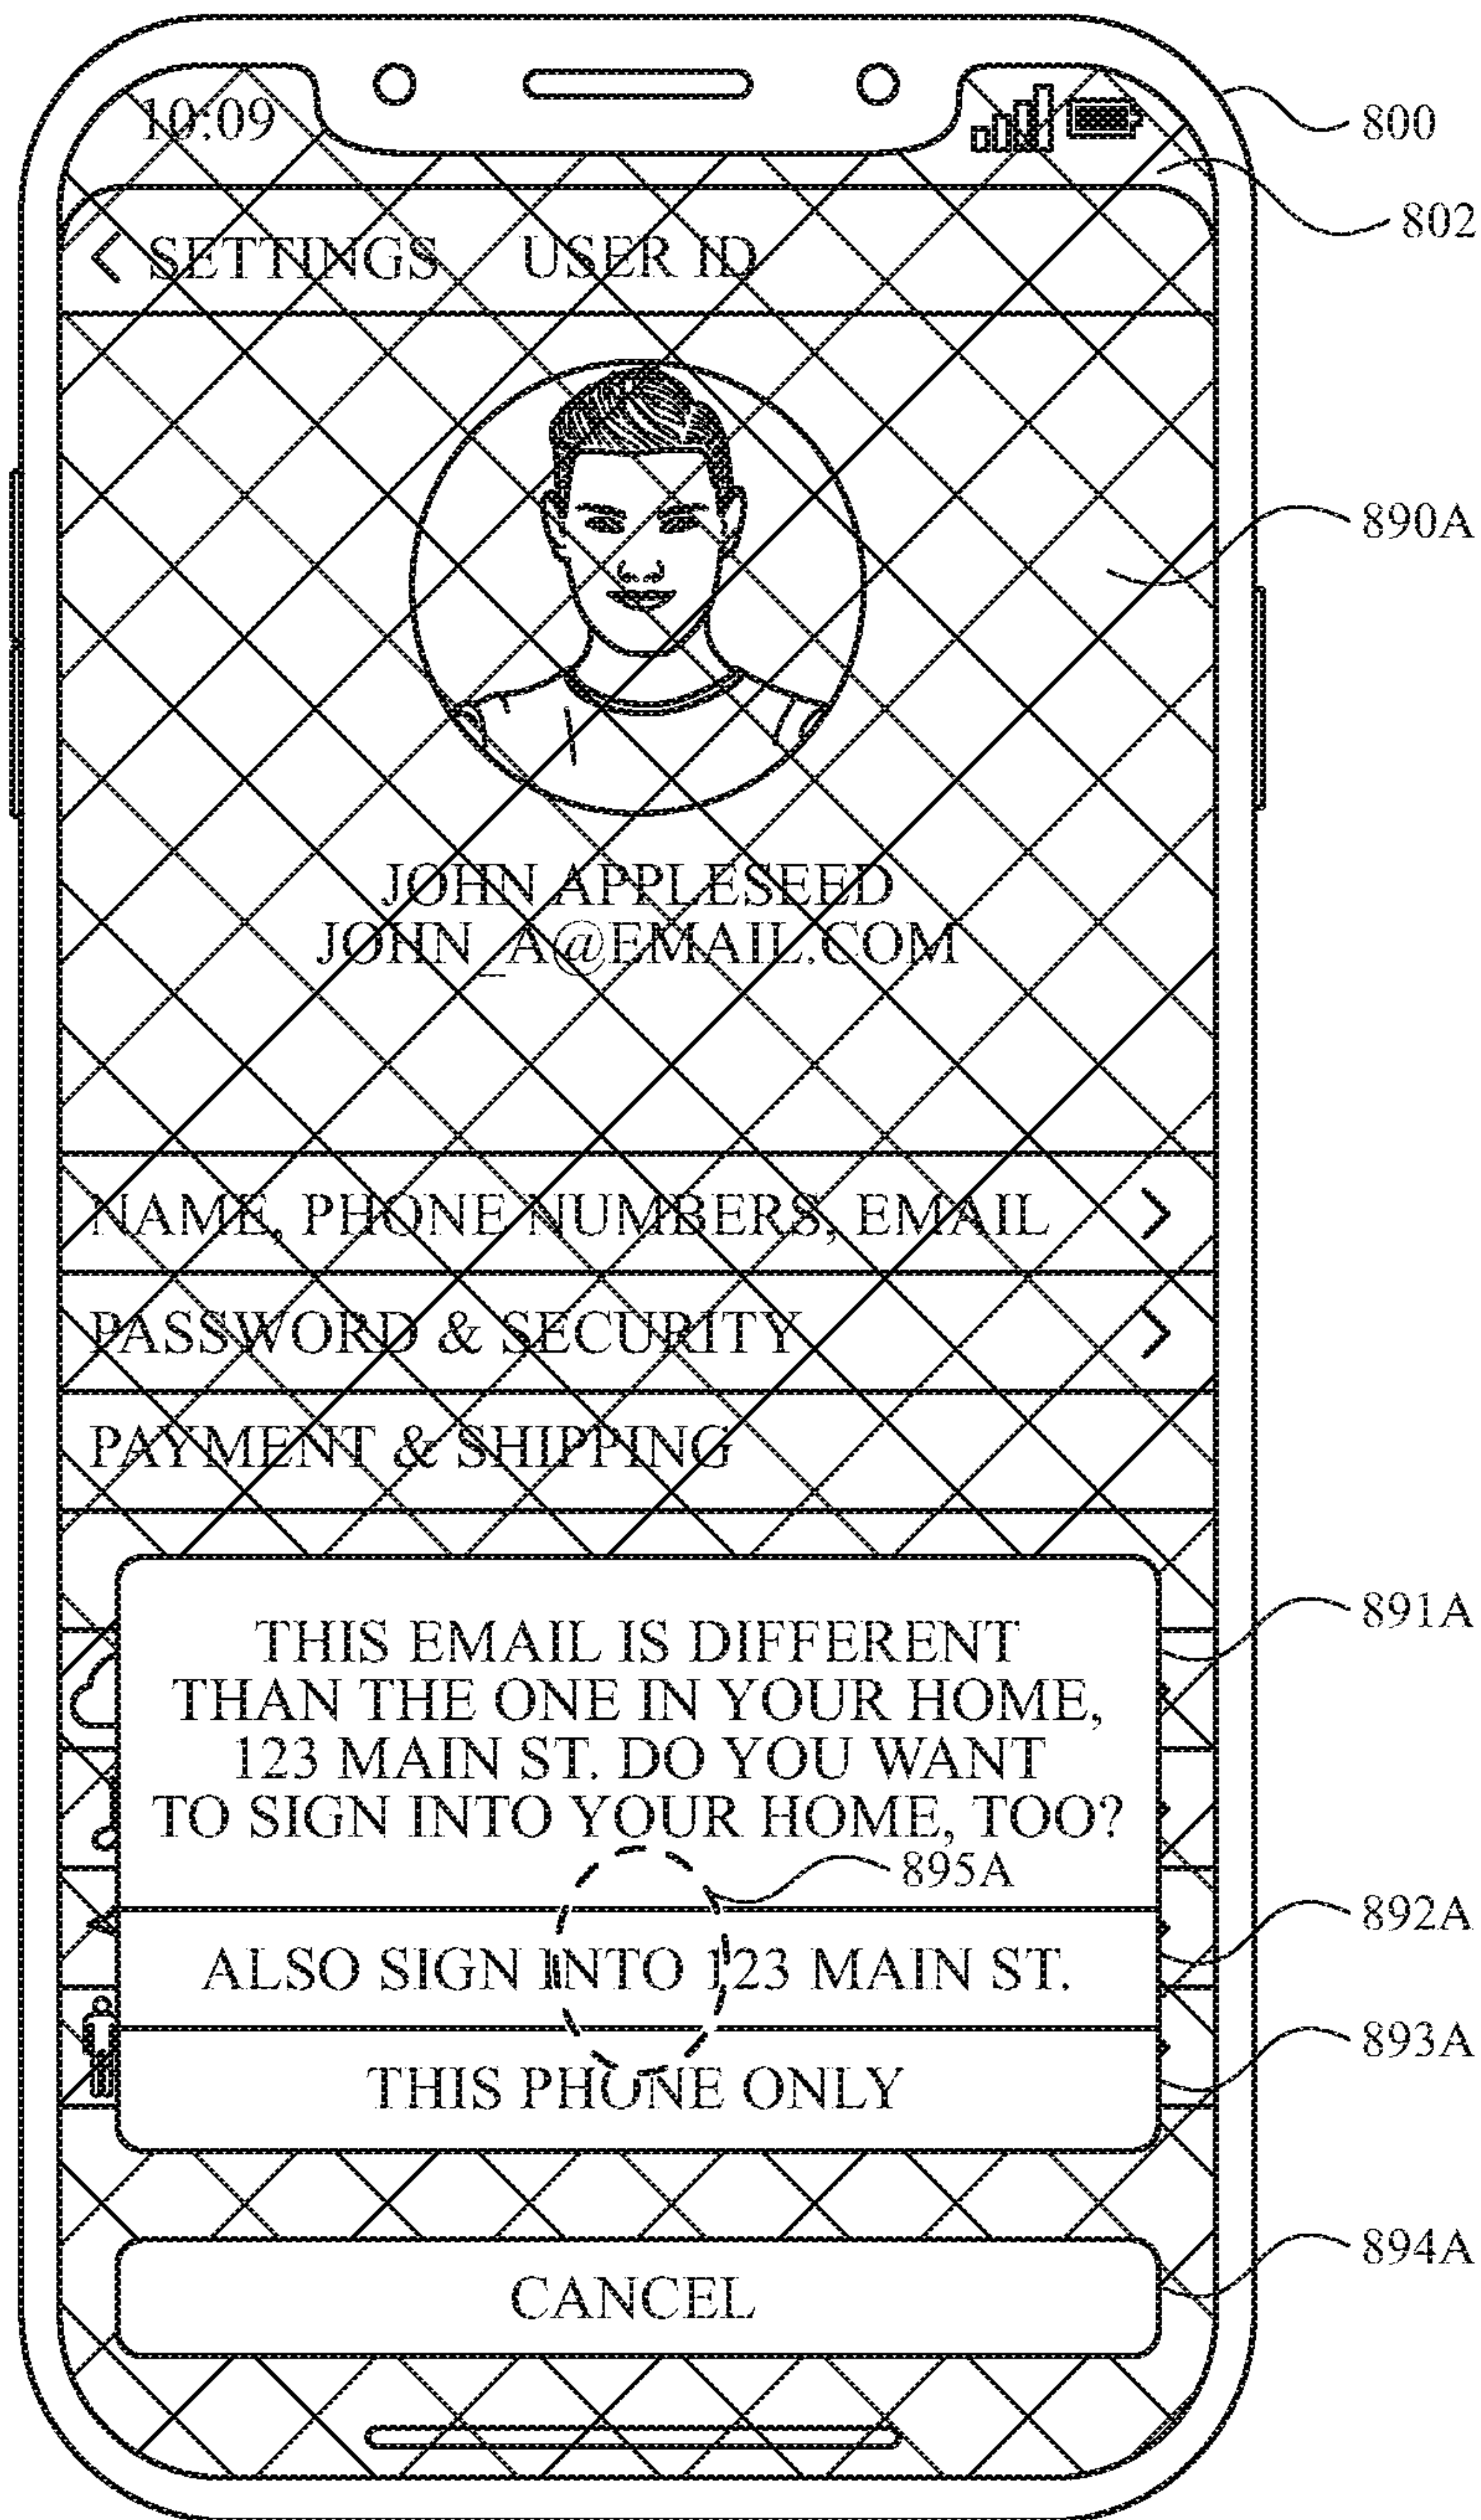 10:09
800
802
SETTINGS USER ID
890A
JOHN APPLESEED
JOHN_A@EMAIL.COM
NAME, PHONE NUMBERS, EMAIL
PASSWORD & SECURITY
PAYMENT & SHIPPING
THIS EMAIL IS DIFFERENT
THAN THE ONE IN YOUR HOME,
123 MAIN ST. DO YOU WANT
TO SIGN INTO YOUR HOME, TOO?
891A
895A
ALSO SIGN INTO 123 MAIN ST.
892A
THIS PHONE ONLY
893A
CANCEL
894A